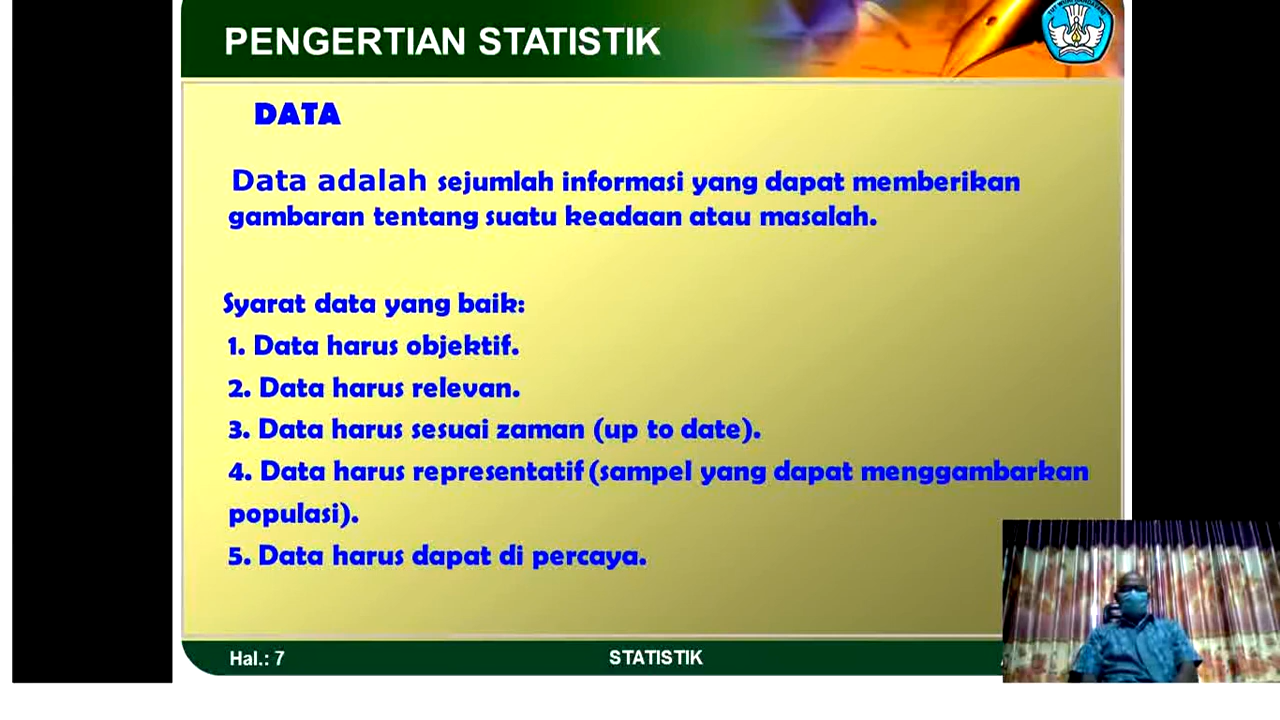 PENGERTIAN STATISTIK
DATA
Data adalah sejumlah informasi yang dapat memberikan
gambaran tentang suatu keadaan atau masalah.
Syarat data yang baik:
1. Data harus objektif.
2. Data harus relevan.
3. Data harus sesuai zaman (up to date).
4. Data harus representatif (sampel yang dapat menggambarkan
populasi).
5. Data harus dapat di percaya.
Hal.: 7
STATISTIK